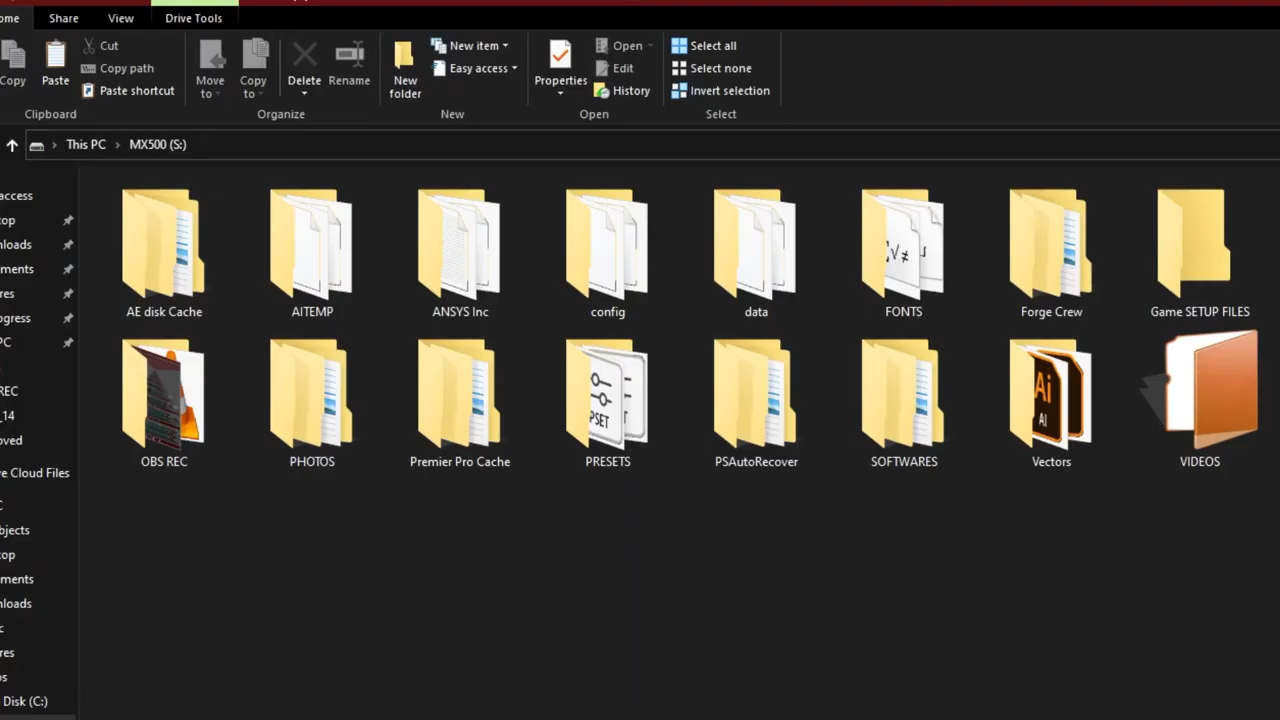 ome Share View Drive Tools
Copy
Paste
Cut
Copy path
Paste shortcut
Clipboard
Move to
Copy to
Delete
Rename
Organize
New folder
New item
Easy access
New
Properties
Open
Edit
History
Open
Select all
Select none
Invert selection
Select
This PC > MX500 (S:)
access
top
nloads
ments
res
ogress
PC
REC
_14
oved
ve Cloud Files
C
bjects
top
ments
nloads
c
res
os
Disk (C:)
AE disk Cache AITEMP ANSYS Inc config data FONTS Forge Crew Game SETUP FILES
Ai
AI
OBS REC PHOTOS Premier Pro Cache PRESETS PSAutoRecover SOFTWARES Vectors VIDEOS